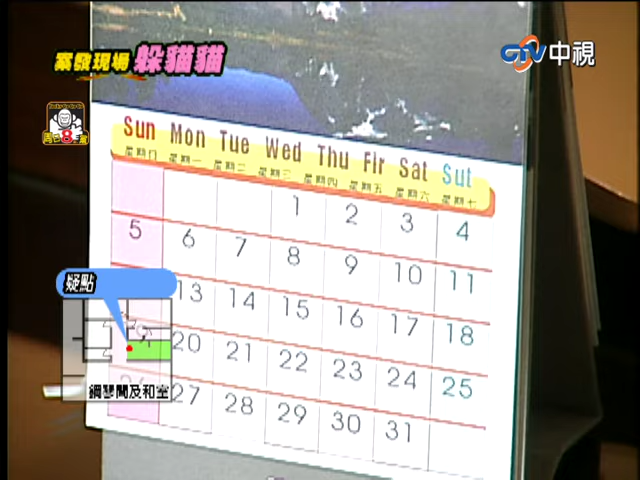 案發現場 躲貓貓
CTV中視
Sun Mon Tue Wed Thu Fir Sat Sut
星期日 星期一 星期二 星期三 星期四 星期五 星期六 星期七
1 2 3 4
5 6 7 8 9 10 11
13 14 15 16 17 18
20 21 22 23 24 25
27 28 29 30 31
疑點
鋼琴間及和室